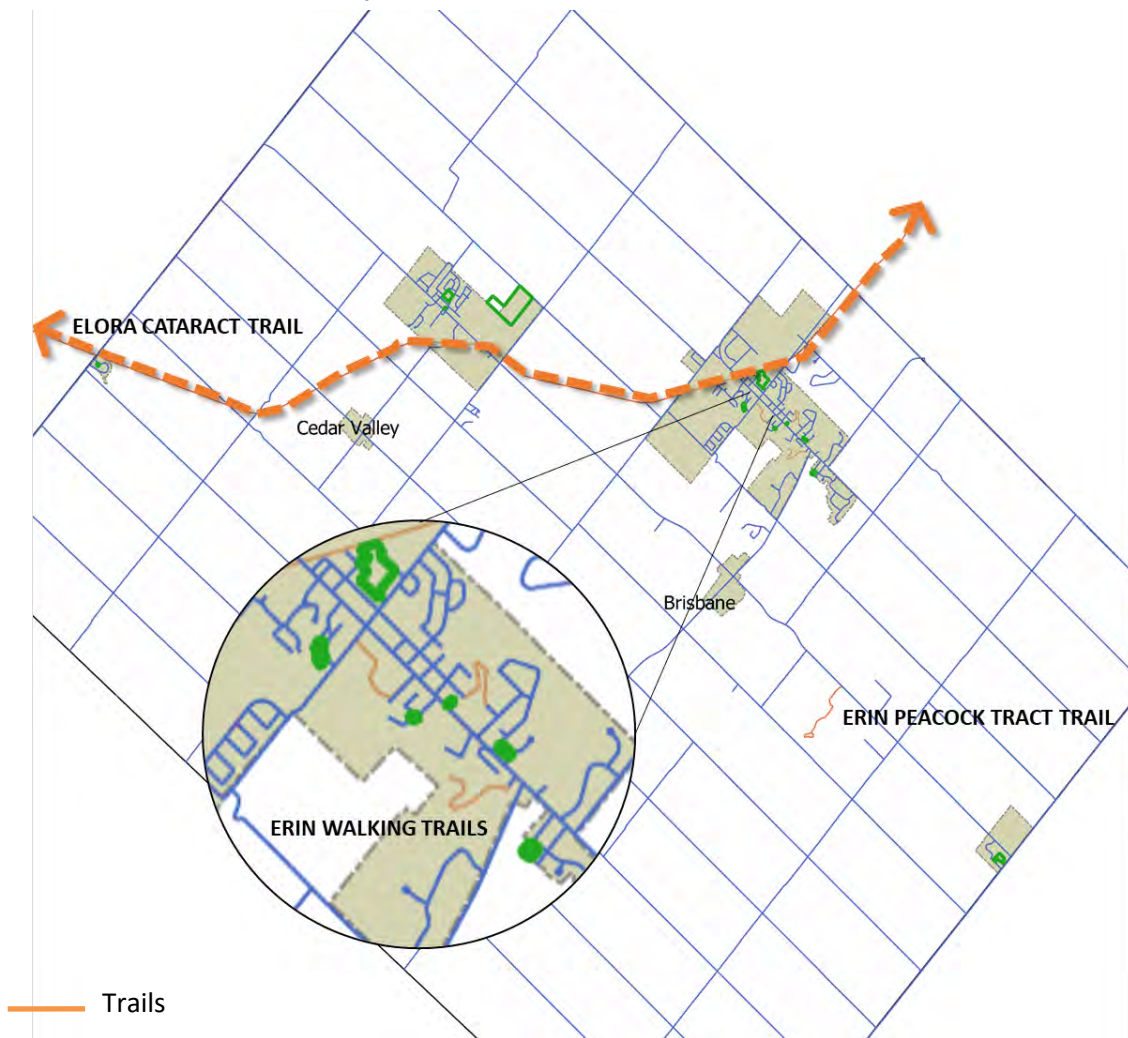 ELORA CATARACT TRAIL
Cedar Valley
Brisbane
ERIN PEACOCK TRACT TRAIL
ERIN WALKING TRAILS
Trails